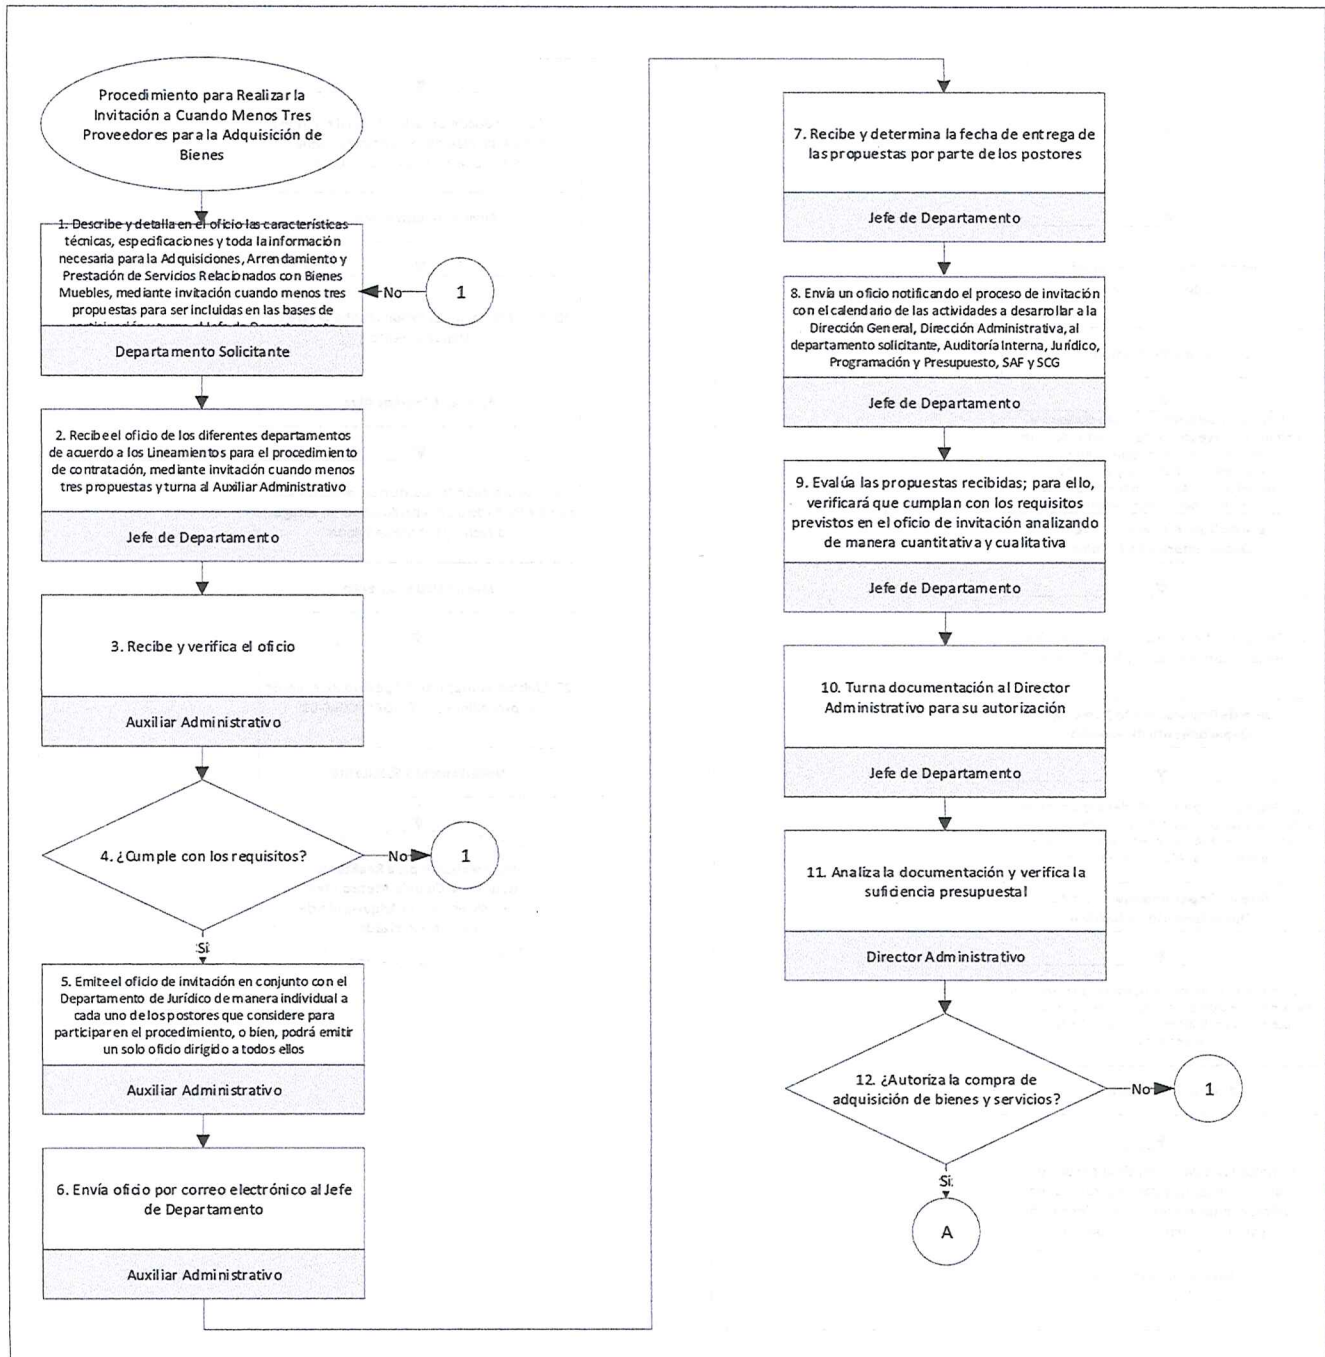 Procedimiento para Realizar la
Invitación a Cuando Menos Tres
Proveedores para la Adquisición de
Bienes
1. Describe y detalla en el oficio las características
técnicas, especificaciones y toda la información
necesaria para la Adquisiciones, Arrendamiento y
Prestación de Servicios Relacionados con Bienes
Muebles, mediante invitación cuando menos tres
propuestas para ser incluidas en las bases de
participación y turna al Jefe de Departamento
Departamento Solicitante
No
1
2. Recibe el oficio de los diferentes departamentos
de acuerdo a los Lineamientos para el procedimiento
de contratación, mediante invitación cuando menos
tres propuestas y turna al Auxiliar Administrativo
Jefe de Departamento
3. Recibe y verifica el oficio
Auxiliar Administrativo
4. ¿Cumple con los requisitos?
No
1
Si
5. Emite el oficio de invitación en conjunto con el
Departamento de Jurídico de manera individual a
cada uno de los postores que considere para
participar en el procedimiento, o bien, podrá emitir
un solo oficio dirigido a todos ellos
Auxiliar Administrativo
6. Envía oficio por correo electrónico al Jefe
de Departamento
Auxiliar Administrativo
7. Recibe y determina la fecha de entrega de
las propuestas por parte de los postores
Jefe de Departamento
8. Envía un oficio notificando el proceso de invitación
con el calendario de las actividades a desarrollar a la
Dirección General, Dirección Administrativa, al
departamento solicitante, Auditoría Interna, Jurídico,
Programación y Presupuesto, SAF y SCG
Jefe de Departamento
9. Evalúa las propuestas recibidas; para ello,
verificará que cumplan con los requisitos
previstos en el oficio de invitación analizando
de manera cuantitativa y cualitativa
Jefe de Departamento
10. Turna documentación al Director
Administrativo para su autorización
Jefe de Departamento
11. Analiza la documentación y verifica la
suficiencia presupuestal
Director Administrativo
12. ¿Autoriza la compra de
adquisición de bienes y servicios?
No
1
Si
A